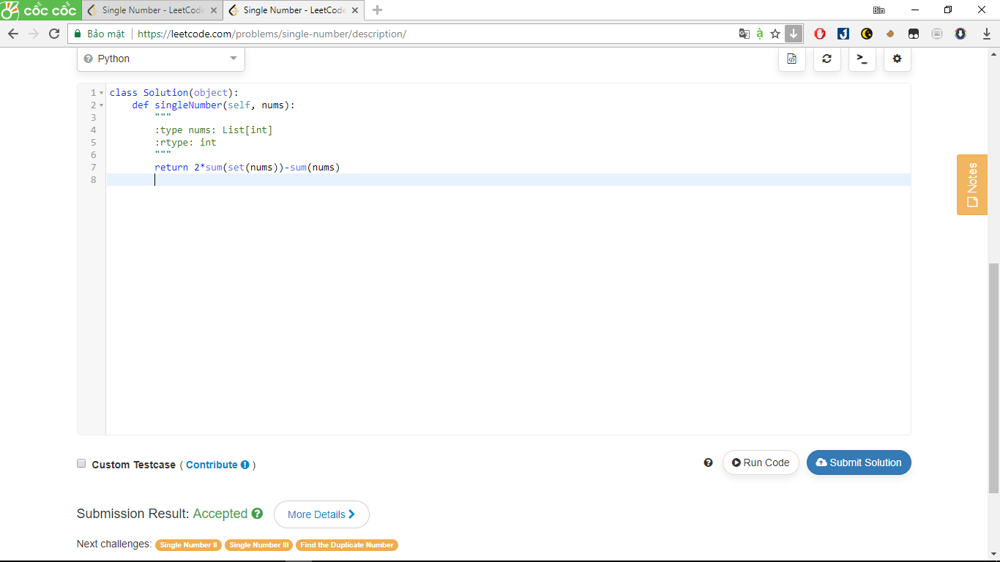 cốc cốc Single Number - LeetCode Single Number - LeetCode Bin
Bảo mật https://leetcode.com/problems/single-number/description/
Python
1 class Solution(object):
2 def singleNumber(self, nums):
3 """
4 :type nums: List[int]
5 :rtype: int
6 """
7 return 2*sum(set(nums))-sum(nums)
8
Notes
Custom Testcase ( Contribute )
Run Code Submit Solution
Submission Result: Accepted More Details
Next challenges: Single Number II Single Number III Find the Duplicate Number